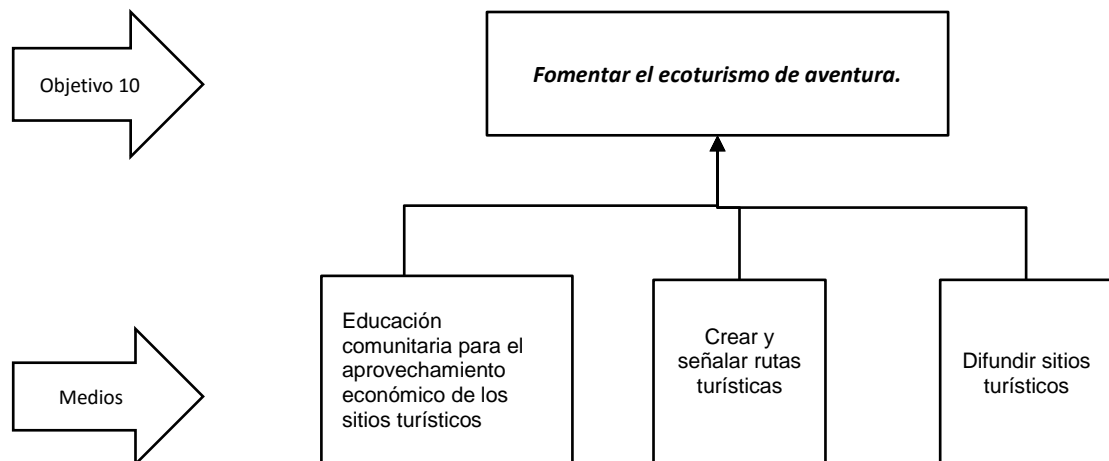 Objetivo 10
Fomentar el ecoturismo de aventura.
Medios
Educación
comunitaria para el
aprovechamiento
económico de los
sitios turísticos
Crear y
señalar rutas
turísticas
Difundir sitios
turísticos